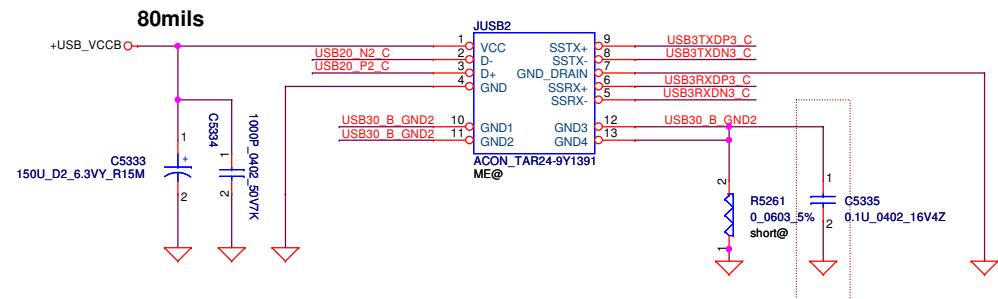 80mils
+USB_VCCB
JUSB2
USB20_N2_C
USB20_P2_C
1 VCC SSTX+ 9 USB3TXDP3_C
2 D- SSTX- 8 USB3TXDN3_C
3 D+ GND_DRAIN 7
4 GND SSRX+ 6 USB3RXDP3_C
SSRX- 5 USB3RXDN3_C
USB30_B_GND2 10 GND1 GND3 12 USB30_B_GND2
USB30_B_GND2 11 GND2 GND4 13
ACON_TAR24-9Y1391
ME@
1
+
C5333
150U_D2_6.3VY_R15M
2
C5334
1000P_0402_50V7K
1
2
2
R5261
0_0603_5%
short@
1
1
C5335
0.1U_0402_16V4Z
2